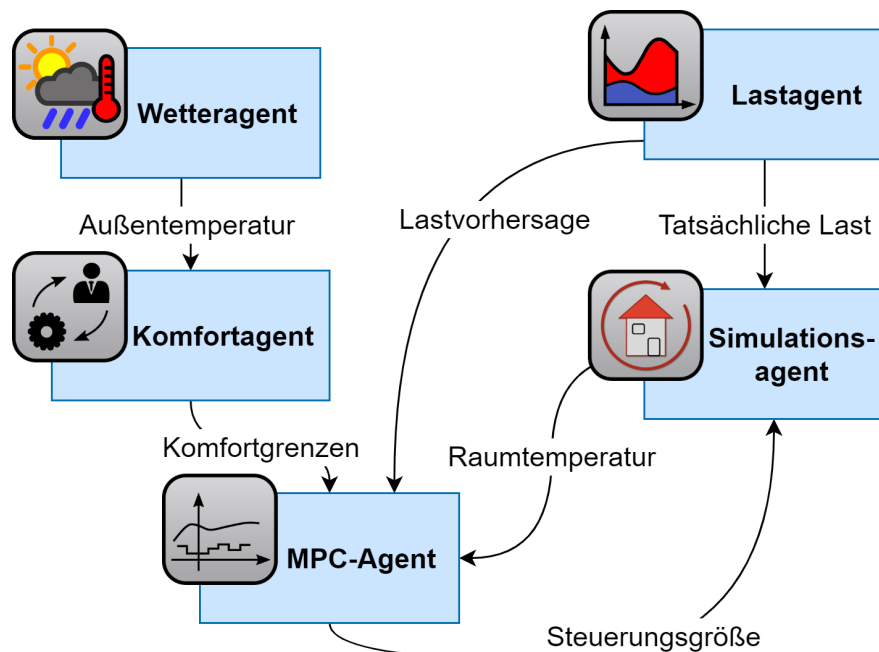 Wetteragent
Lastagent
Außentemperatur
Lastvorhersage
Tatsächliche Last
Komfortagent
Simulations-
agent
Komfortgrenzen
Raumtemperatur
MPC-Agent
Steuerungsgröße